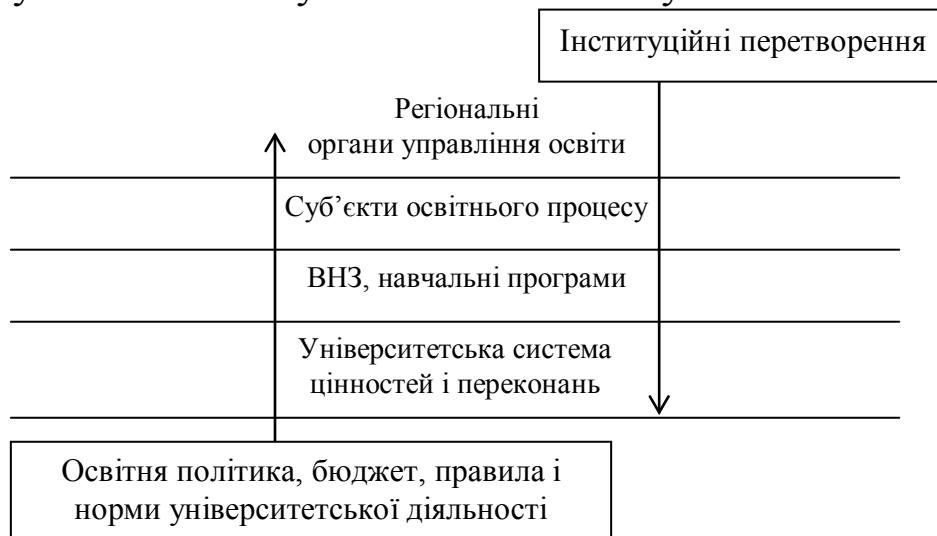 Інституційні перетворення
Регіональні
органи управління освіти
Суб’єкти освітнього процесу
ВНЗ, навчальні програми
Університетська система
цінностей і переконань
Освітня політика, бюджет, правила і
норми університетської діяльності